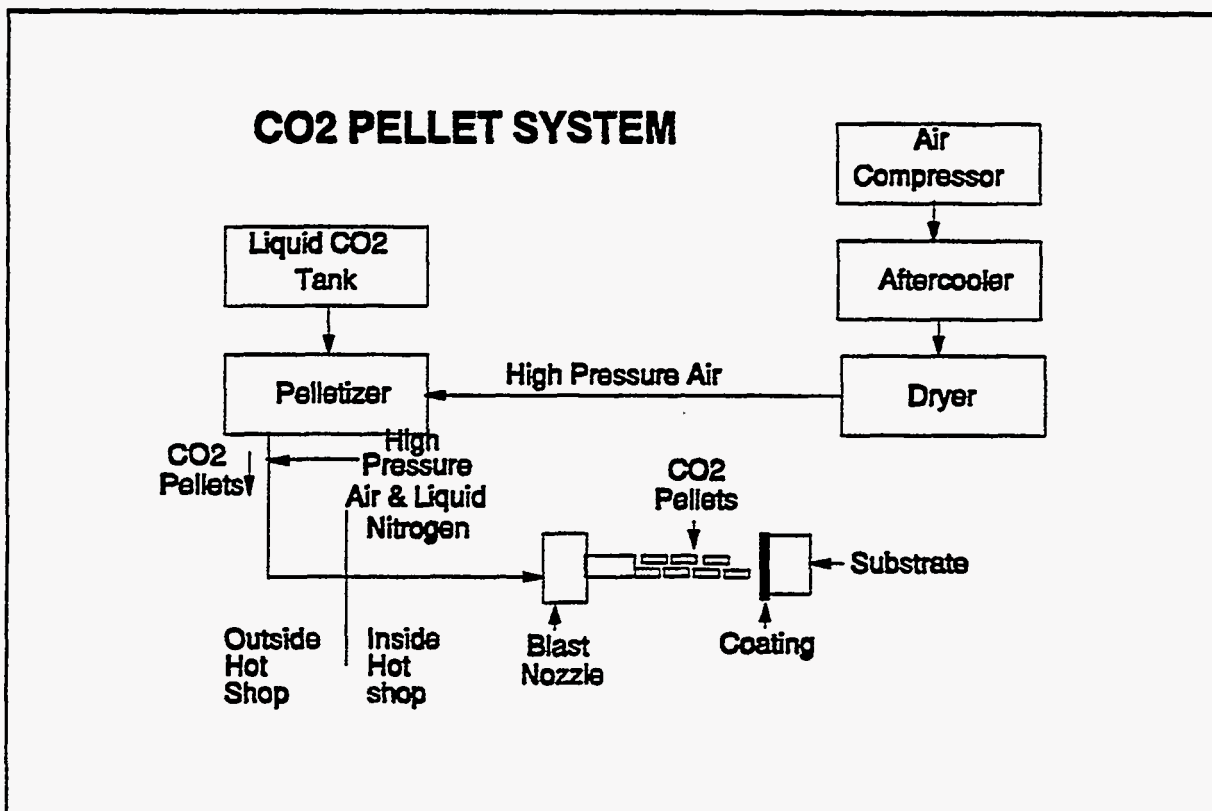 CO2 PELLET SYSTEM
Air
Compressor
Liquid CO2
Tank
Aftercooler
Pelletizer
High Pressure Air
Dryer
CO2
Pellets
High
Pressure
Air & Liquid
Nitrogen
CO2
Pellets
Substrate
Outside
Hot
Shop
Inside
Hot
shop
Blast
Nozzle
Coating